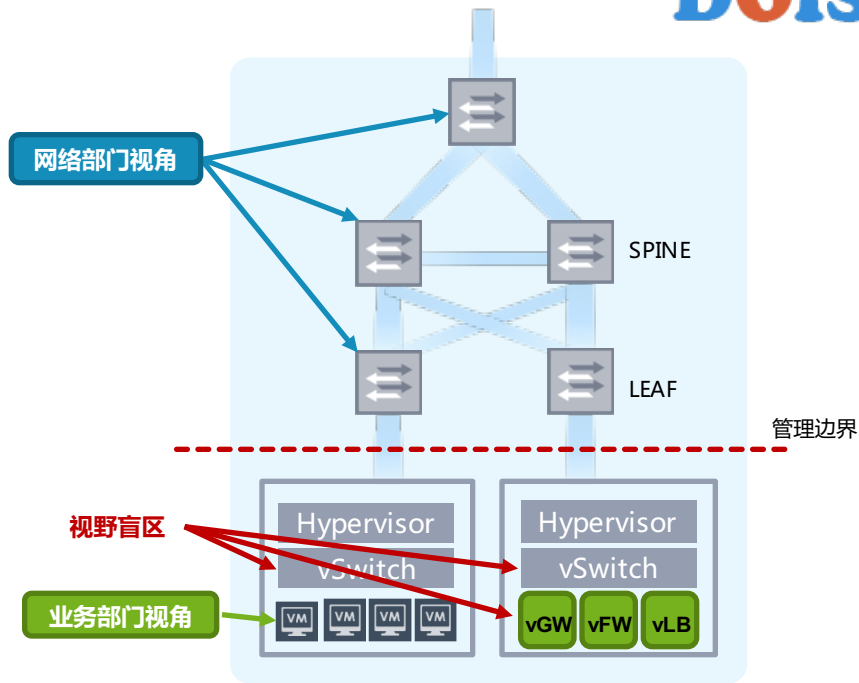 网络部门视角
SPINE
LEAF
管理边界
Hypervisor
Hypervisor
视野盲区
vSwitch
vSwitch
业务部门视角
VM
VM
VM
VM
vGW
vFW
vLB